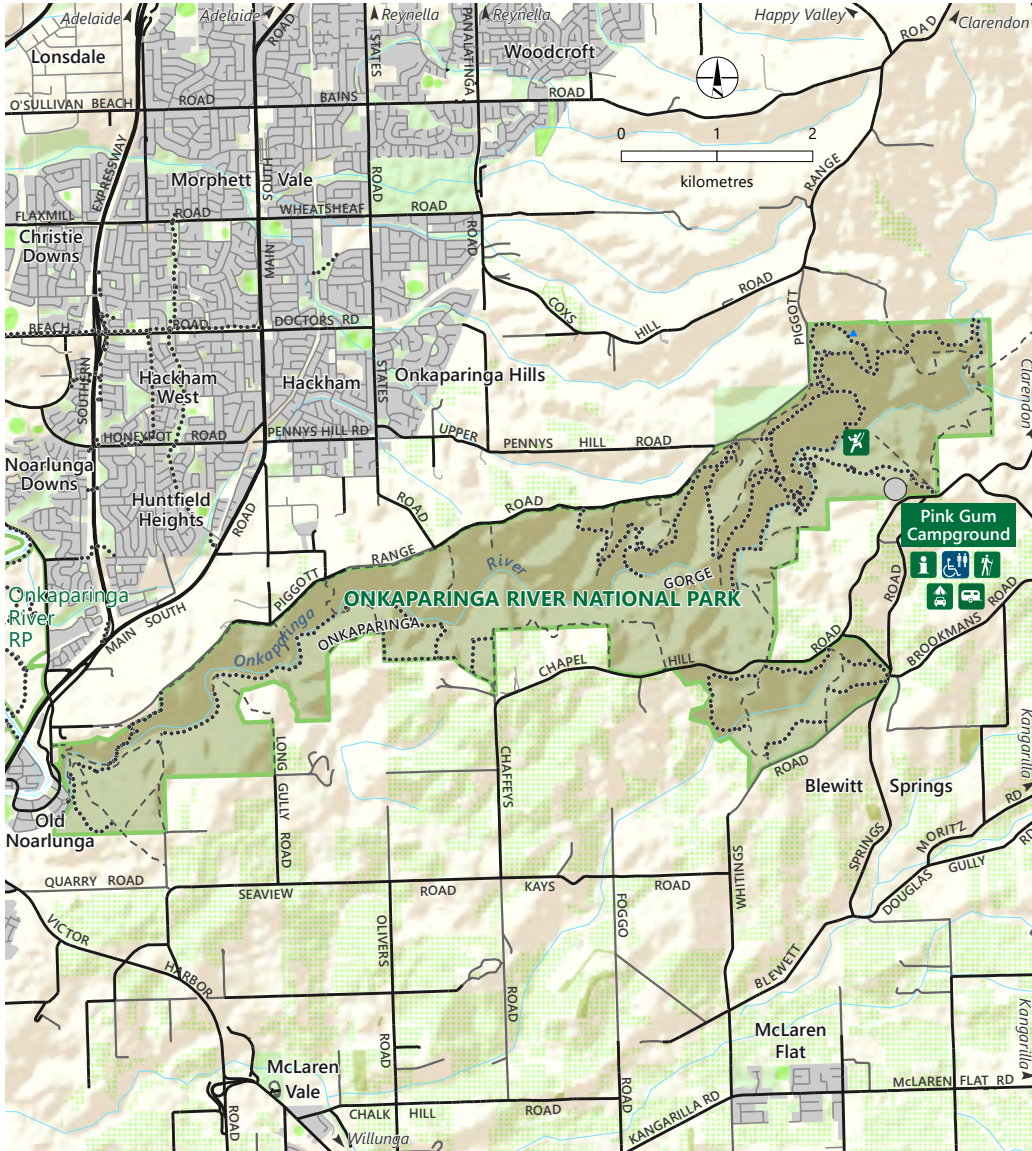 Adelaide
Adelaide
Reynella
Reynella
Happy Valley
Clarendon
Lonsdale
ROAD
STATES
PANALATINGA
Woodcroft
ROAD
O'SULLIVAN BEACH
ROAD
BAINS
ROAD
0 1 2
kilometres
EXPRESSWAY
Morphett Vale
SOUTH
ROAD
RANGE
FLAXMILL
ROAD
WHEATSHEAF
ROAD
Christie
Downs
MAIN
ROAD
COXS
HILL
ROAD
PIGGOTT
BEACH
ROAD
DOCTORS RD
SOUTHERN
Hackham
West
Hackham
STATES
Onkaparinga Hills
Clarendon
HONEYPOT ROAD
PENNYS HILL RD
UPPER
PENNYS HILL ROAD
Noarlunga
Downs
Huntfield
Heights
ROAD
ROAD
ROAD
Pink Gum
Campground
RANGE
River
GORGE
ROAD
PIGGOTT
ONKAPARINGA RIVER NATIONAL PARK
Onkaparinga
River
RP
MAIN SOUTH
Onkaparinga
ONKAPARINGA
ROAD
BROOKMANS
ROAD
CHAPEL
HILL
Kangarilla
LONG GULLY ROAD
CHAFFEYS
ROAD
Blewitt Springs
Old
Noarlunga
WHITINGS
SPRINGS
MORITZ
RD
DOUGLAS
GULLY
RD
QUARRY ROAD
SEAVIEW
ROAD
KAYS
ROAD
VICTOR
HARBOR
OLIVERS
FOGGO
BLEWETT
ROAD
ROAD
Kangarilla
McLaren
Vale
McLaren
Flat
McLAREN FLAT RD
ROAD
CHALK HILL
ROAD
ROAD
KANGARILLA RD
Willunga